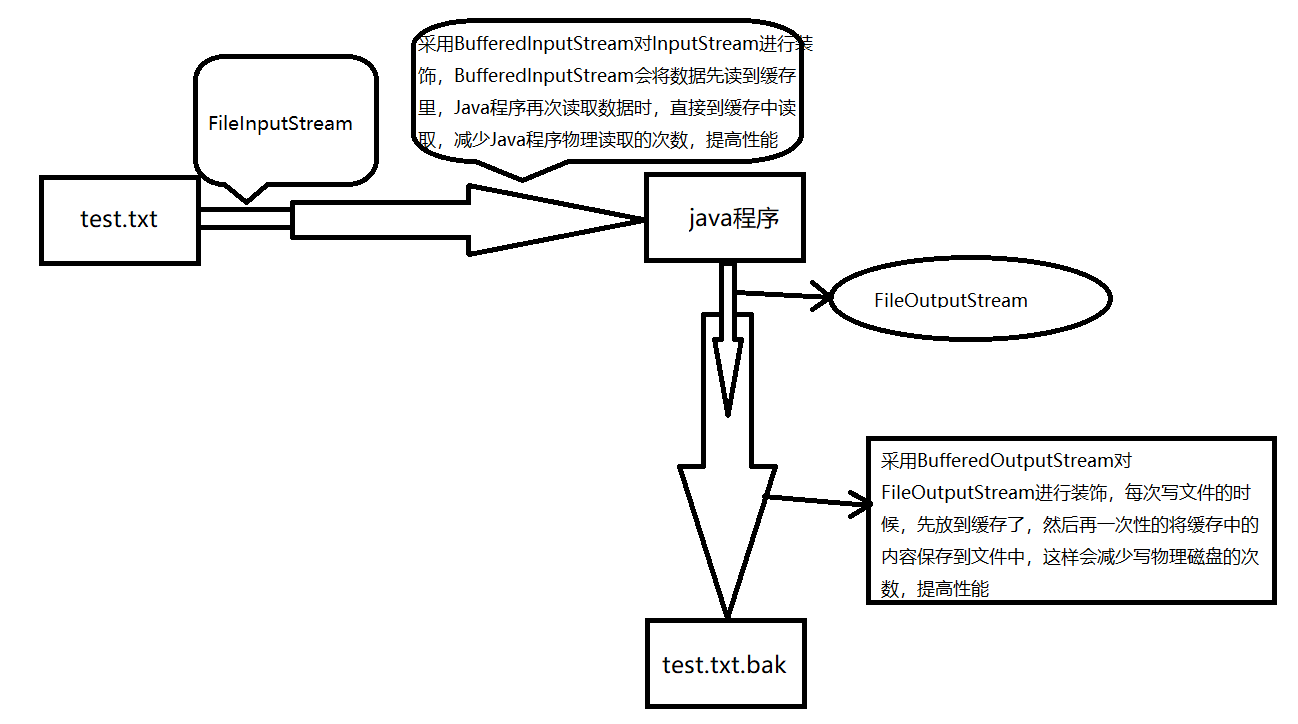 采用BufferedInputStream对InputStream进行装
饰，BufferedInputStream会将数据先读到缓存
里，Java程序再次读取数据时，直接到缓存中读
取，减少Java程序物理读取的次数，提高性能
FileInputStream
test.txt
java程序
FileOutputStream
采用BufferedOutputStream对
FileOutputStream进行装饰，每次写文件的时
候，先放到缓存了，然后再一次性的将缓存中的
内容保存到文件中，这样会减少写物理磁盘的次
数，提高性能
test.txt.bak